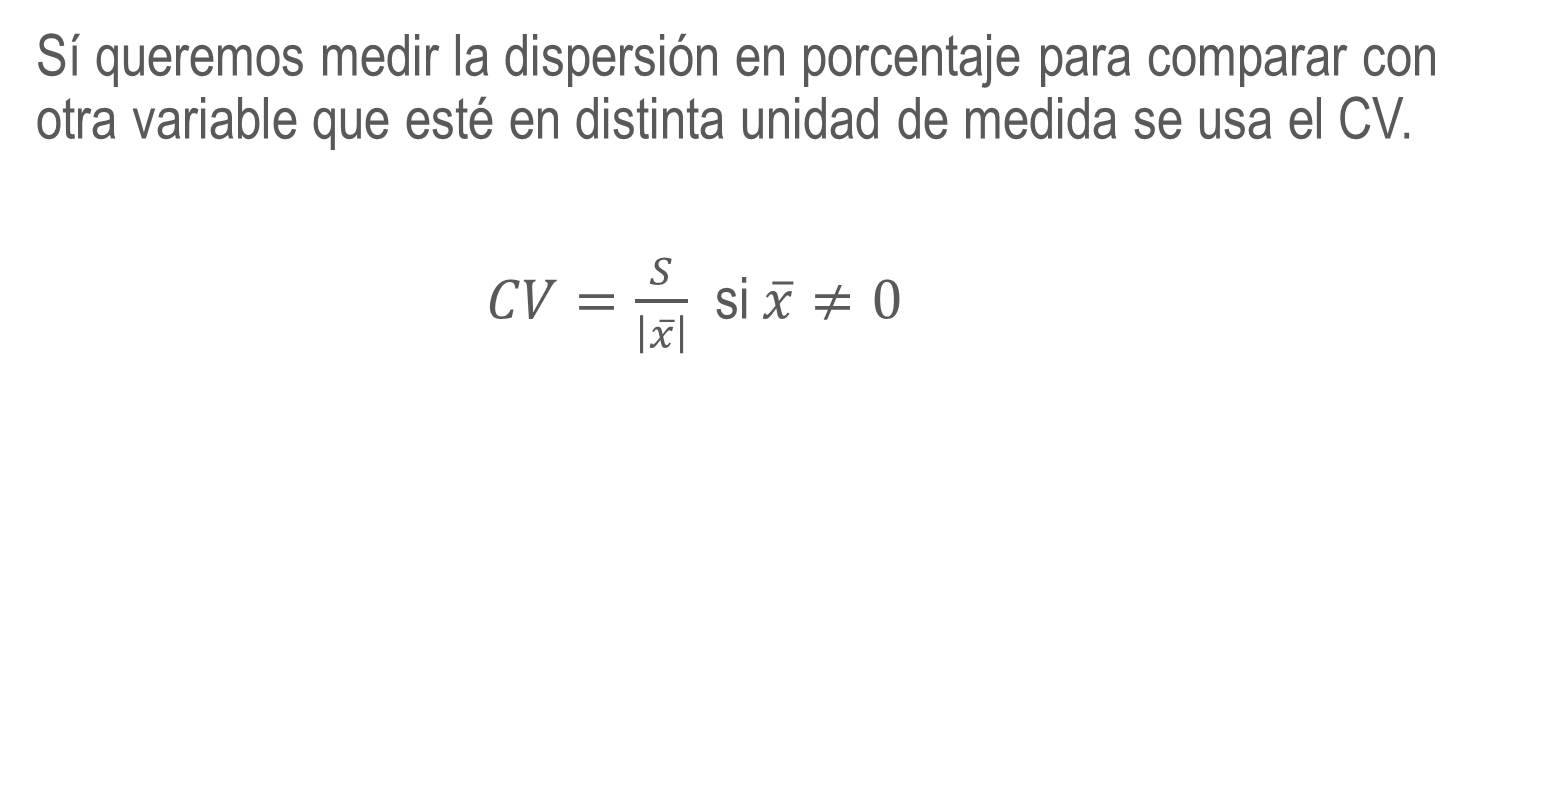 Sí queremos medir la dispersión en porcentaje para comparar con
otra variable que esté en distinta unidad de medida se usa el CV.
CV = S/|x̄| si x̄ ≠ 0